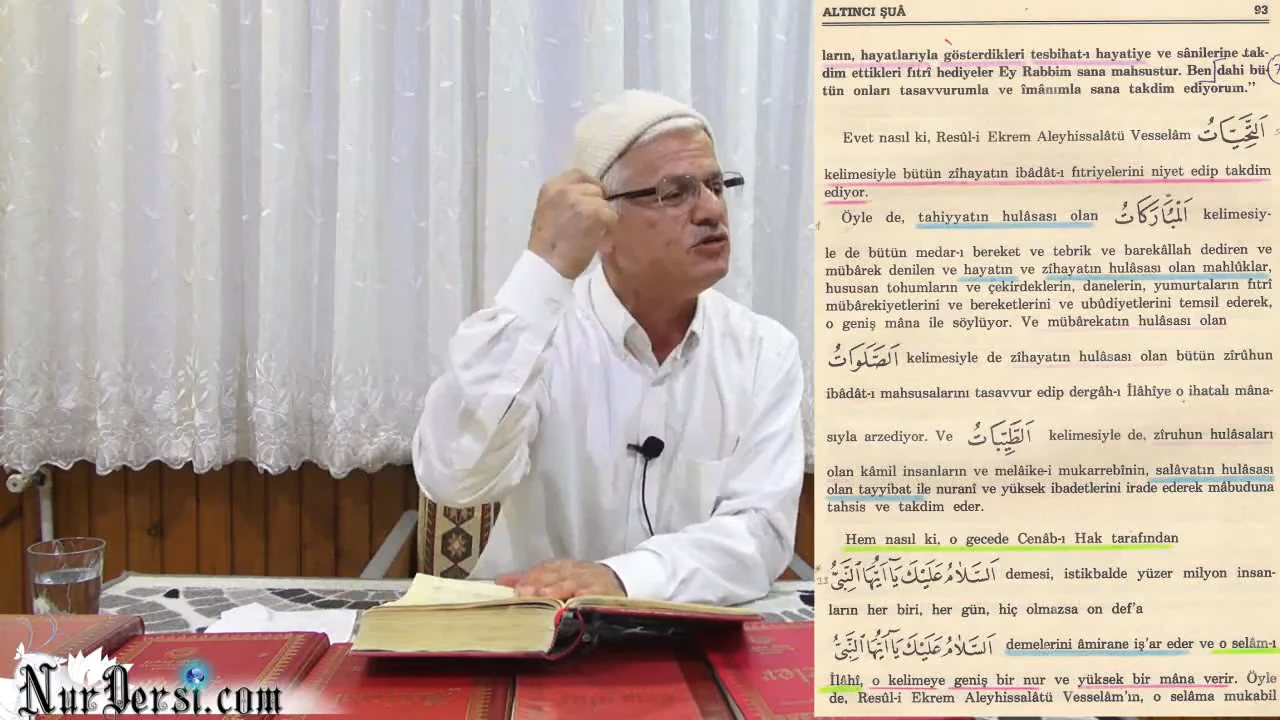 ALTINCI ŞUÂ 93
ların, hayatlarıyla gösterdikleri tesbihat-ı hayatiye ve sânilerine tak-
dim ettikleri fıtrî hediyeler Ey Rabbim sana mahsustur. Ben dahi bü-
tün onları tasavvurumla ve îmânımla sana takdim ediyorum."
Evet nasıl ki, Resûl-i Ekrem Aleyhissalâtü Vesselâm اَلتَّحِيَّاتُ
kelimesiyle bütün zîhayatın ibâdât-ı fıtriyelerini niyet edip takdim
ediyor.
Öyle de, tahiyyatın hulâsası olan اَلْمُبَارَكَاتُ kelimesiy-
le de bütün medar-ı bereket ve tebrik ve barekâllah dediren ve
mübârek denilen ve hayatın ve zîhayatın hulâsası olan mahlûklar,
hususan tohumların ve çekirdeklerin, danelerin, yumurtaların fıtrî
mübârekiyetlerini ve bereketlerini ve ubûdiyetlerini temsil ederek,
o geniş mâna ile söylüyor. Ve mübârekatın hulâsası olan
اَلصَّلَوَاتُ kelimesiyle de zîhayatın hulâsası olan bütün zîrûhun
ibâdât-ı mahsusalarını tasavvur edip dergâh-ı İlâhîye o ihatalı mâna-
sıyla arzediyor. Ve اَلطَّيِّبَاتُ kelimesiyle de, zîruhun hulâsaları
olan kâmil insanların ve melâike-i mukarrebînin, salâvatın hulâsası
olan tayyibat ile nuranî ve yüksek ibadetlerini irade ederek mâbuduna
tahsis ve takdim eder.
Hem nasıl ki, o gecede Cenâb-ı Hak tarafından
اَلسَّلاَمُ عَلَيْكَ يَا اَيُّهَا النَّبِىُّ demesi, istikbalde yüzer milyon insan-
ların her biri, her gün, hiç olmazsa on def'a
اَلسَّلاَمُ عَلَيْكَ يَا اَيُّهَا النَّبِىُّ demelerini âmirane iş'ar eder ve o selâm-ı
İlâhî, o kelimeye geniş bir nur ve yüksek bir mâna verir. Öyle
de, Resûl-i Ekrem Aleyhissalâtü Vesselâm'ın, o selâma mukabil
NurDersi.com